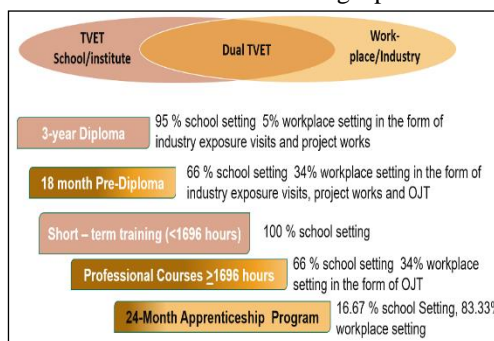 TVET
School/institute
Dual TVET
Work-
place/Industry
3-year Diploma
95 % school setting 5% workplace setting in the form of
industry exposure visits and project works
18 month Pre-Diploma
66 % school setting 34% workplace setting in the form of
industry exposure visits, project works and OJT
Short – term training (<1696 hours)
100 % school setting
Professional Courses ≥1696 hours
66 % school setting 34% workplace
setting in the form of OJT
24-Month Apprenticeship Program
16.67 % school Setting, 83.33%
workplace setting